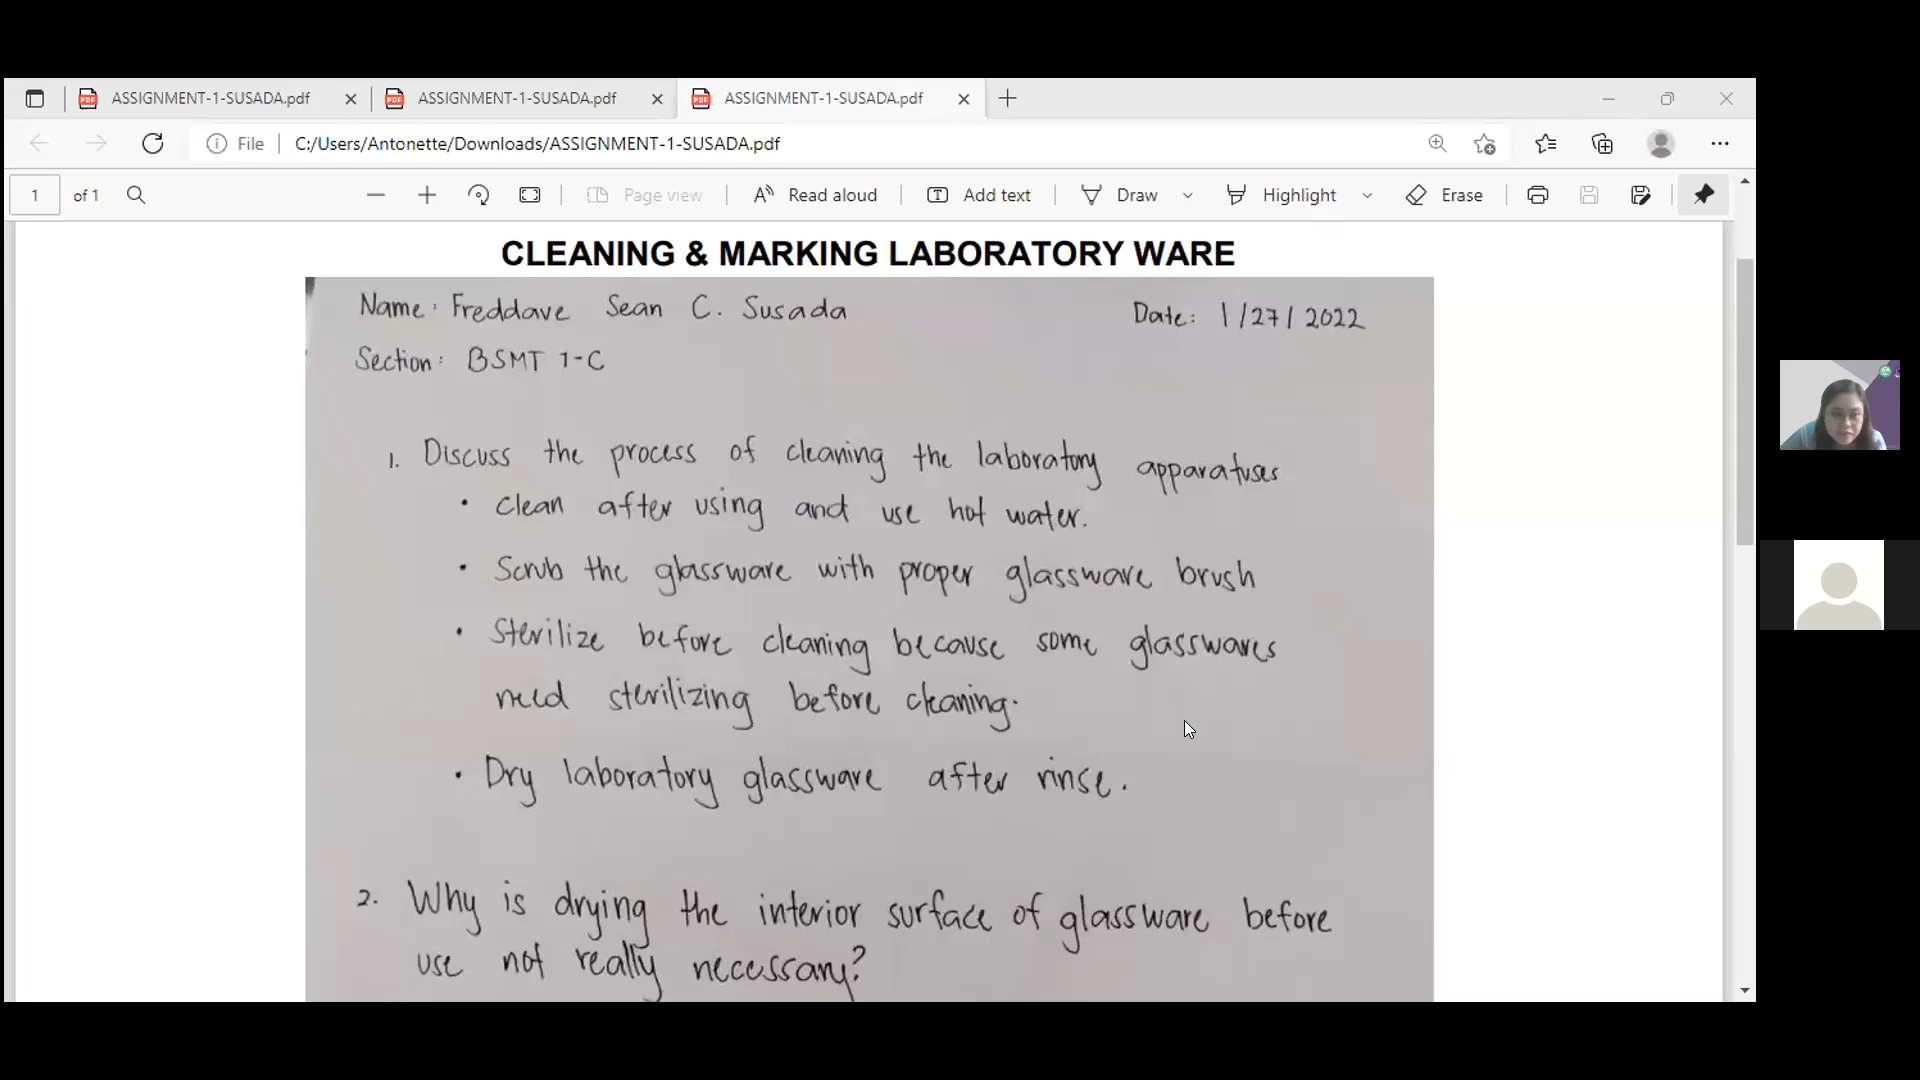 ASSIGNMENT-1-SUSADA.pdf ASSIGNMENT-1-SUSADA.pdf ASSIGNMENT-1-SUSADA.pdf
File C:/Users/Antonette/Downloads/ASSIGNMENT-1-SUSADA.pdf
1 of 1 Page view Read aloud Add text Draw Highlight Erase
CLEANING & MARKING LABORATORY WARE
Name: Freddave Sean C. Susada Date: 1/27/2022
Section: BSMT 1-C
1. Discuss the process of cleaning the laboratory apparatuses
• Clean after using and use hot water.
• Scrub the glassware with proper glassware brush
• Sterilize before cleaning because some glasswares
need sterilizing before cleaning.
• Dry laboratory glassware after rinse.
2. Why is drying the interior surface of glassware before
use not really necessary?